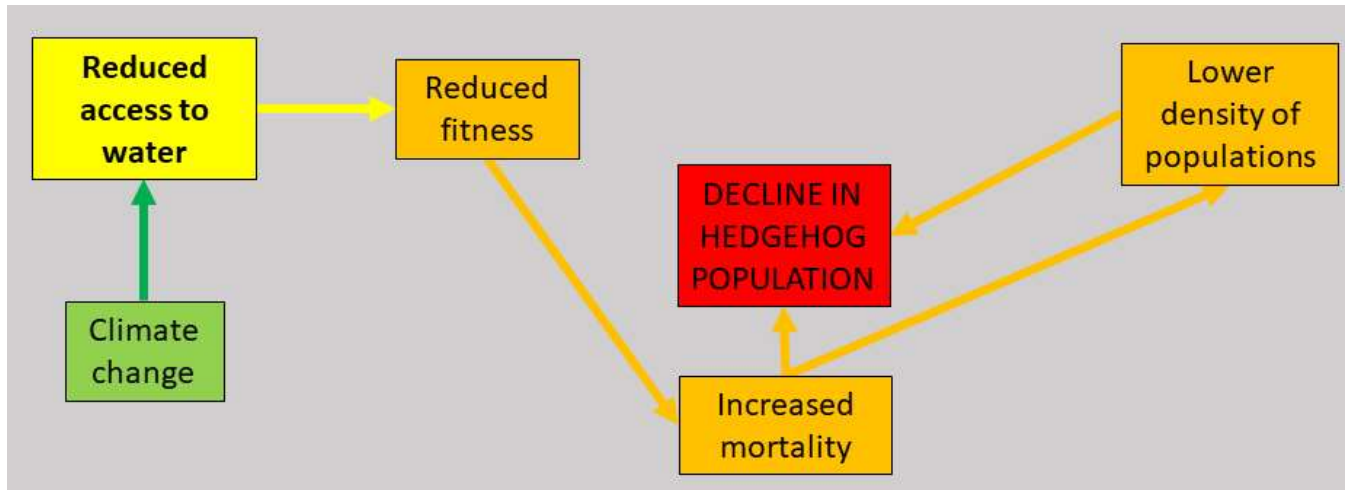 Reduced
access to
water
Reduced
fitness
Lower
density of
populations
DECLINE IN
HEDGEHOG
POPULATION
Climate
change
Increased
mortality